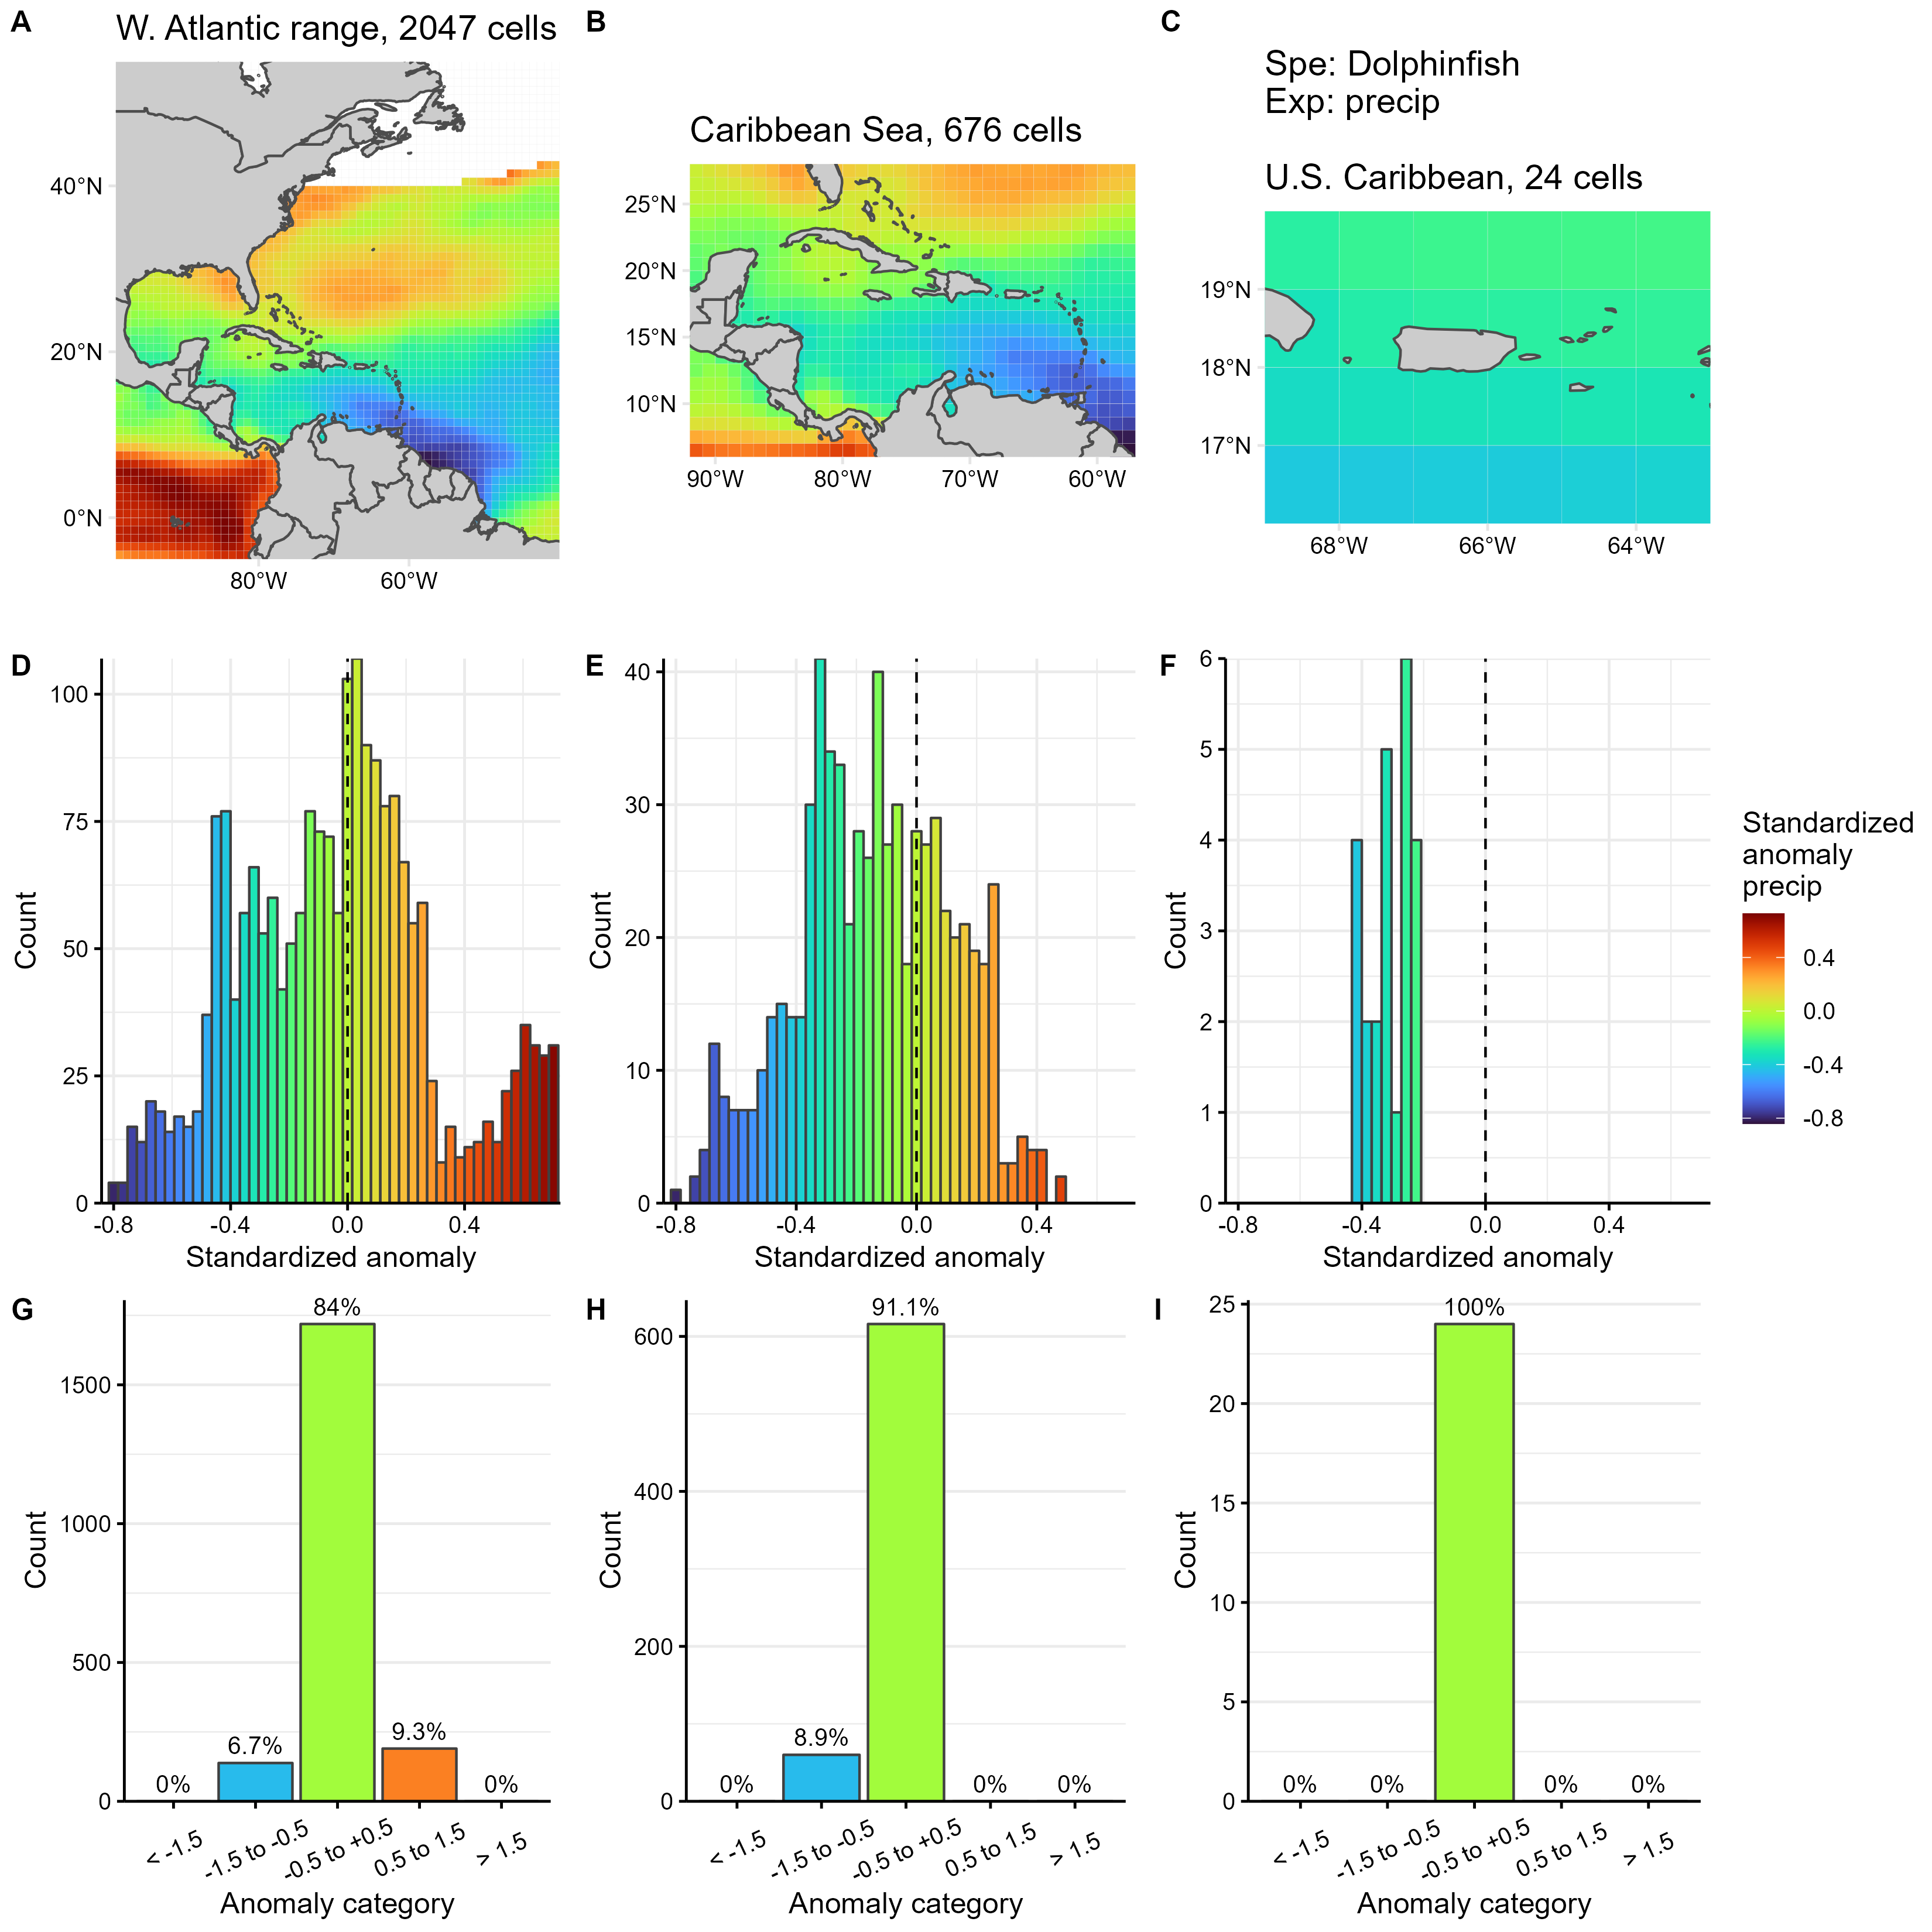 A
W. Atlantic range, 2047 cells
40°N
20°N
0°N
80°W
60°W
B
Caribbean Sea, 676 cells
25°N
20°N
15°N
10°N
90°W
80°W
70°W
60°W
C
Spe: Dolphinfish
Exp: precip
U.S. Caribbean, 24 cells
19°N
18°N
17°N
68°W
66°W
64°W
D
Count
100
75
50
25
0
-0.8
-0.4
0.0
0.4
Standardized anomaly
E
Count
40
30
20
10
0
-0.8
-0.4
0.0
0.4
Standardized anomaly
F
Count
6
5
4
3
2
1
0
-0.8
-0.4
0.0
0.4
Standardized anomaly
Standardized
anomaly
precip
0.4
0.0
-0.4
-0.8
G
Count
1500
1000
500
0
0%
6.7%
84%
9.3%
0%
< -1.5
-1.5 to -0.5
-0.5 to +0.5
0.5 to 1.5
> 1.5
Anomaly category
H
Count
600
400
200
0
0%
8.9%
91.1%
0%
0%
< -1.5
-1.5 to -0.5
-0.5 to +0.5
0.5 to 1.5
> 1.5
Anomaly category
I
Count
25
20
15
10
5
0
0%
0%
100%
0%
0%
< -1.5
-1.5 to -0.5
-0.5 to +0.5
0.5 to 1.5
> 1.5
Anomaly category